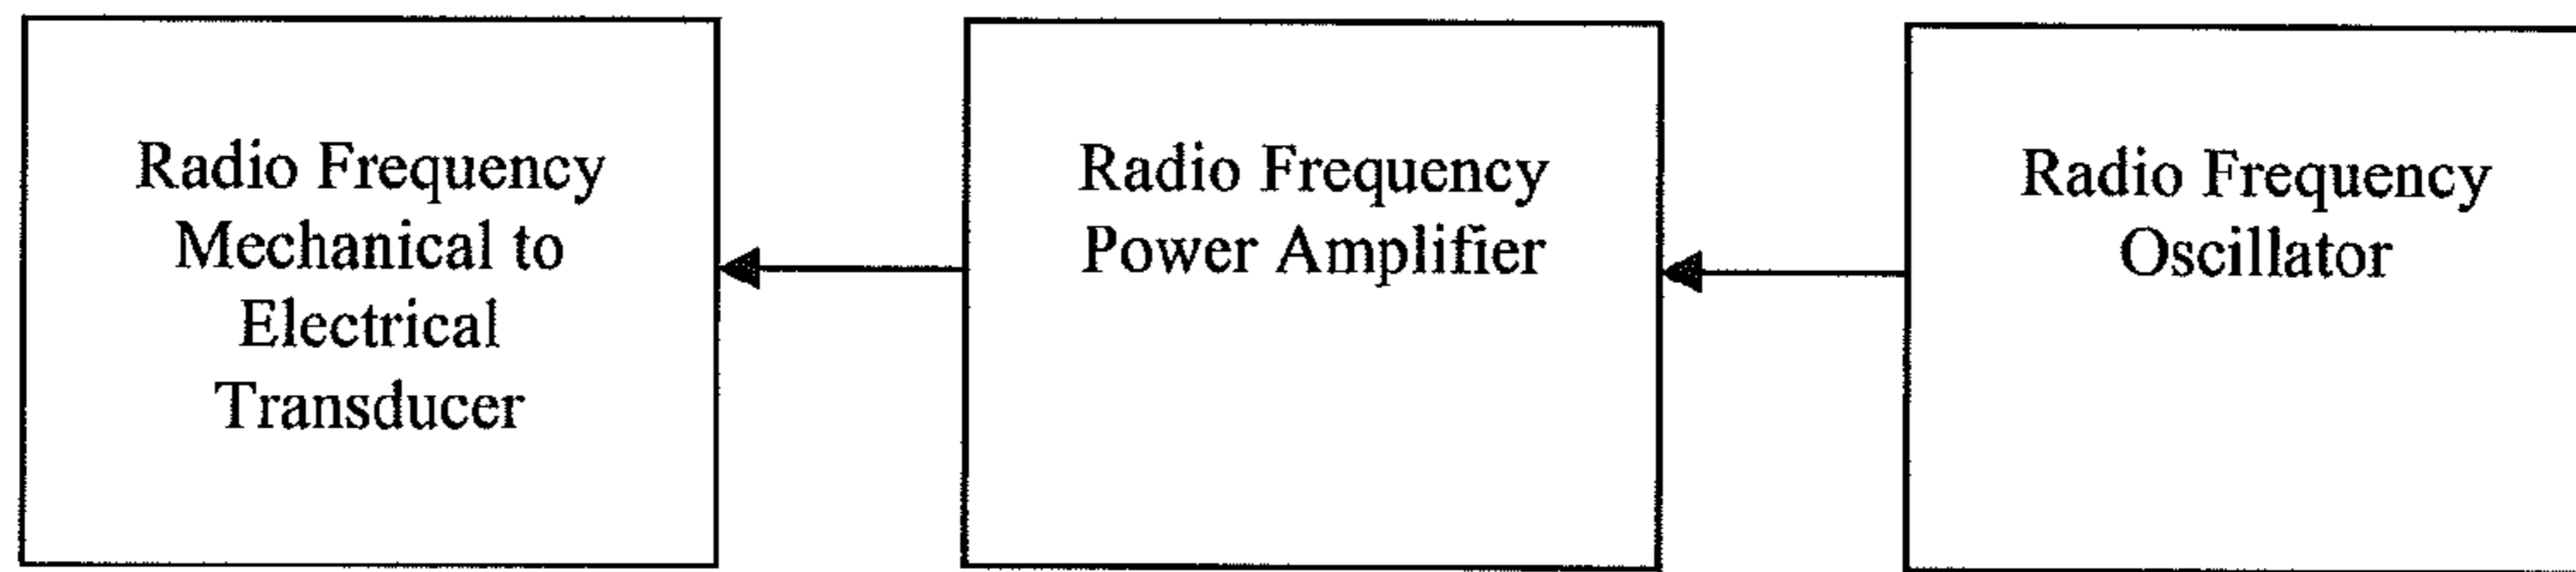 Radio Frequency
Mechanical to
Electrical
Transducer
Radio Frequency
Power Amplifier
Radio Frequency
Oscillator